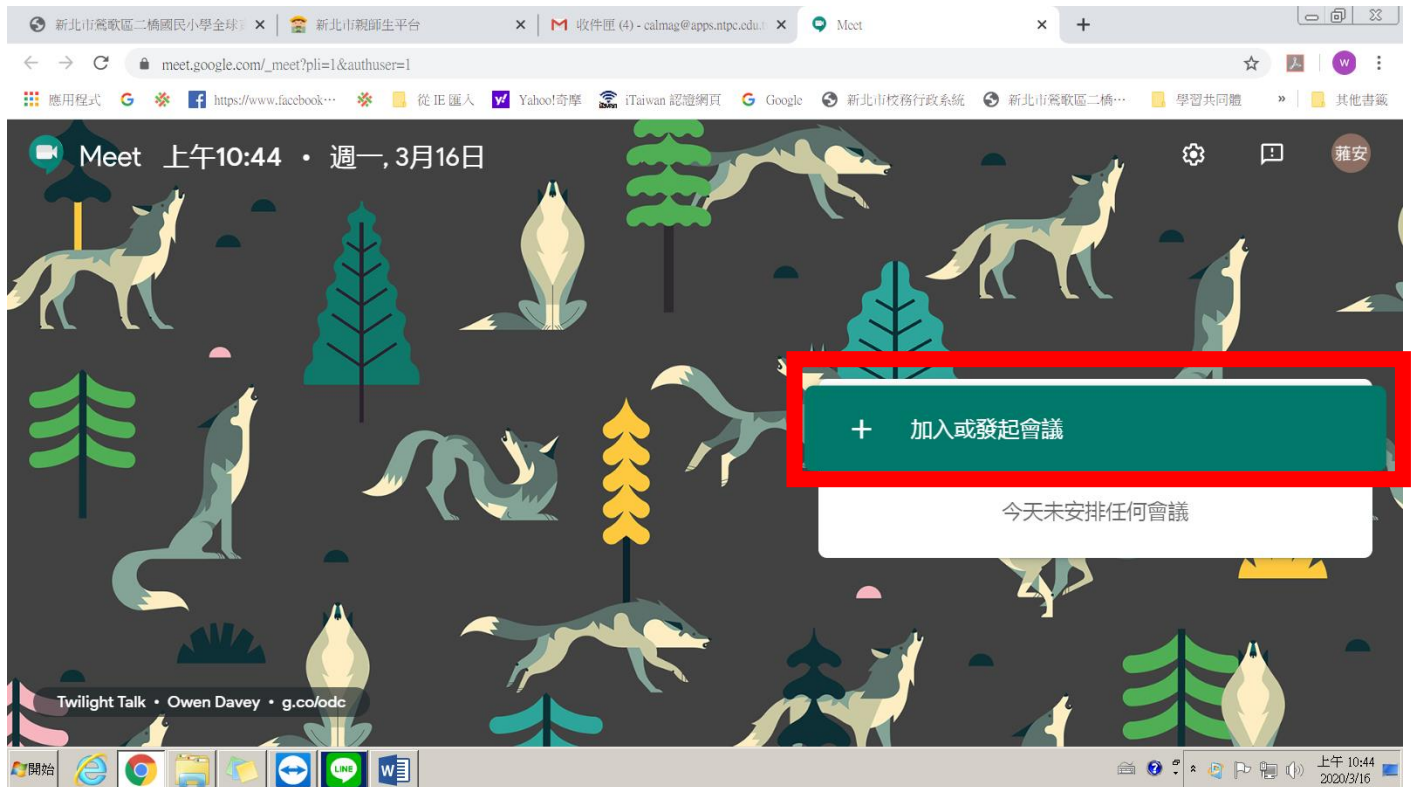 新北市鶯歌區二橋國民小學全球
新北市親師生平台
收件匣 (4) - calmag@apps.ntpc.edu.t
Meet
meet.google.com/_meet?pli=1&authuser=1
W
應用程式
https://www.facebook…
從 IE 匯入
Yahoo!奇摩
iTaiwan 認證網頁
Google
新北市校務行政系統
新北市鶯歌區二橋…
學習共同體
»
其他書籤
Meet 上午10:44 • 週一, 3月16日
雅安
+ 加入或發起會議
今天未安排任何會議
Twilight Talk • Owen Davey • g.co/odc
開始
LINE
上午 10:44
2020/3/16